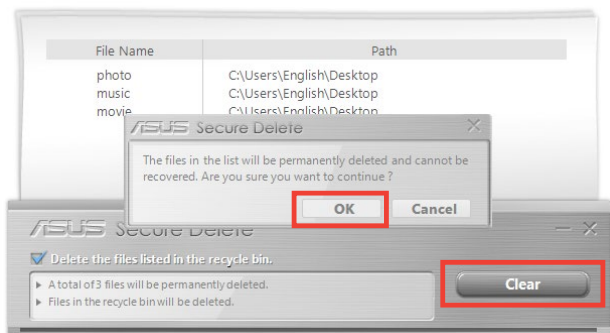 File Name Path
photo C:\Users\English\Desktop
music C:\Users\English\Desktop
movie C:\Users\English\Desktop
ASUS Secure Delete
The files in the list will be permanently deleted and cannot be
recovered. Are you sure you want to continue ?
OK Cancel
ASUS Secure Delete
Delete the files listed in the recycle bin.
A total of 3 files will be permanently deleted.
Files in the recycle bin will be deleted.
Clear